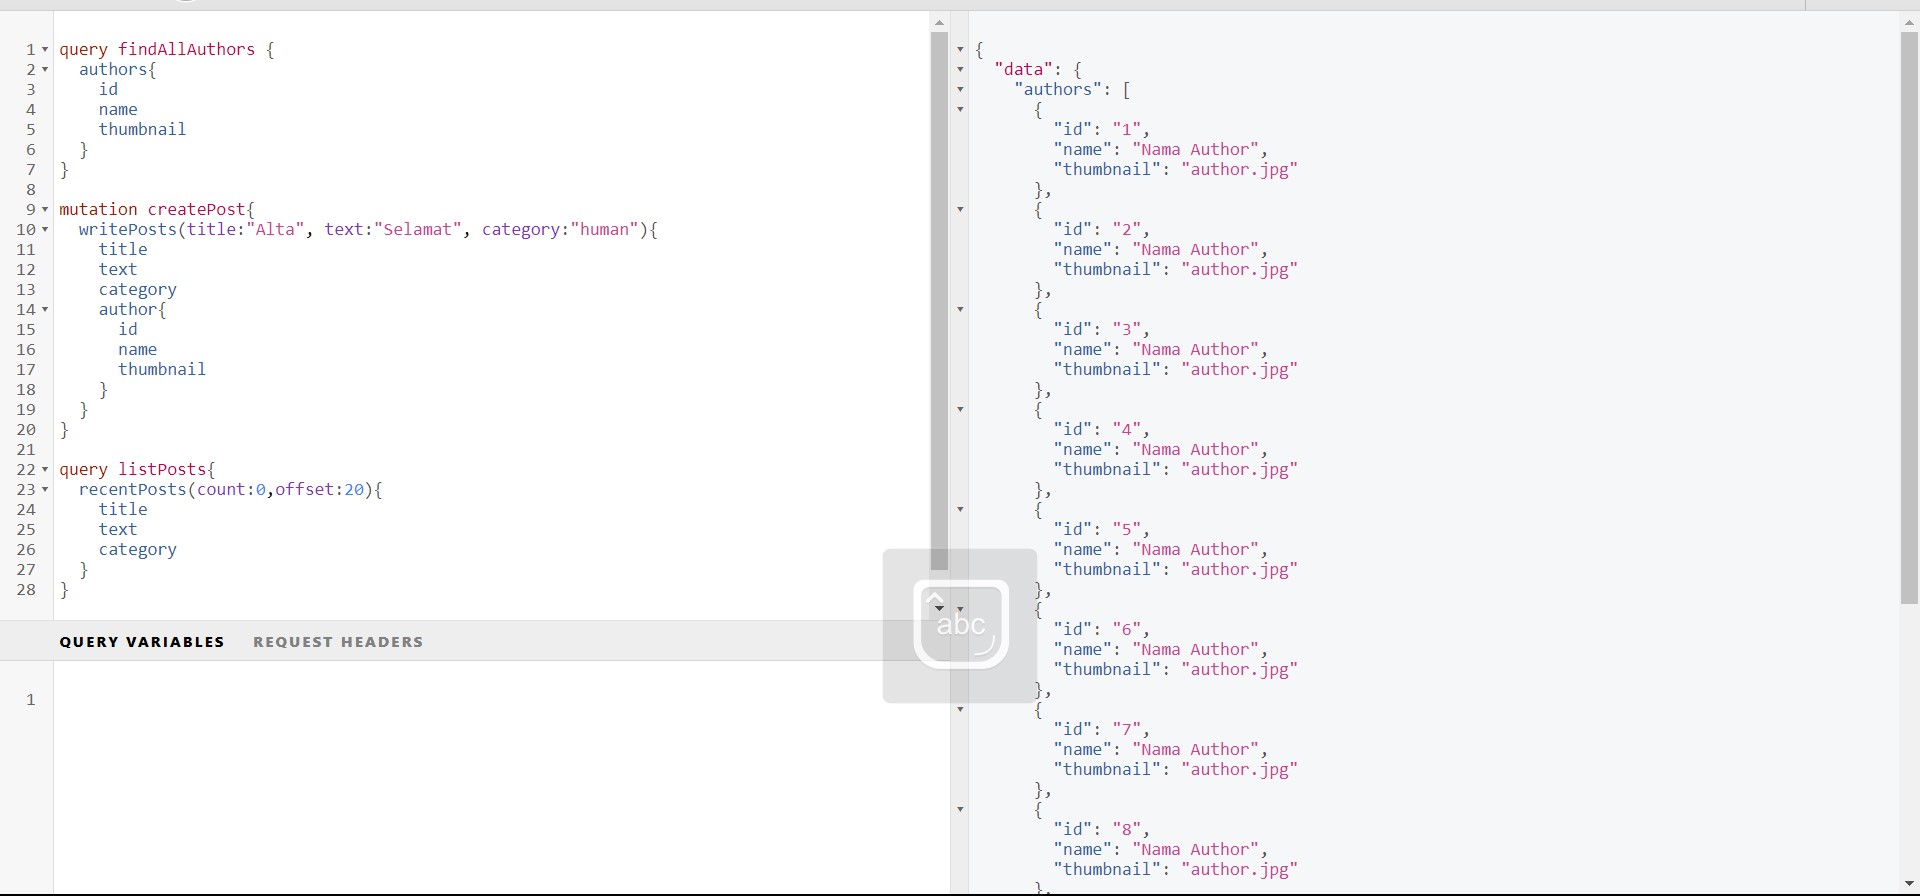 1 query findAllAuthors {
2 authors{
3 id
4 name
5 thumbnail
6 }
7 }
8
9 mutation createPost{
10 writePosts(title:"Alta", text:"Selamat", category:"human"){
11 title
12 text
13 category
14 author{
15 id
16 name
17 thumbnail
18 }
19 }
20 }
21
22 query listPosts{
23 recentPosts(count:0,offset:20){
24 title
25 text
26 category
27 }
28 }
QUERY VARIABLES REQUEST HEADERS
1
abc
{
"data": {
"authors": [
{
"id": "1",
"name": "Nama Author",
"thumbnail": "author.jpg"
},
{
"id": "2",
"name": "Nama Author",
"thumbnail": "author.jpg"
},
{
"id": "3",
"name": "Nama Author",
"thumbnail": "author.jpg"
},
{
"id": "4",
"name": "Nama Author",
"thumbnail": "author.jpg"
},
{
"id": "5",
"name": "Nama Author",
"thumbnail": "author.jpg"
},
{
"id": "6",
"name": "Nama Author",
"thumbnail": "author.jpg"
},
{
"id": "7",
"name": "Nama Author",
"thumbnail": "author.jpg"
},
{
"id": "8",
"name": "Nama Author",
"thumbnail": "author.jpg"
},